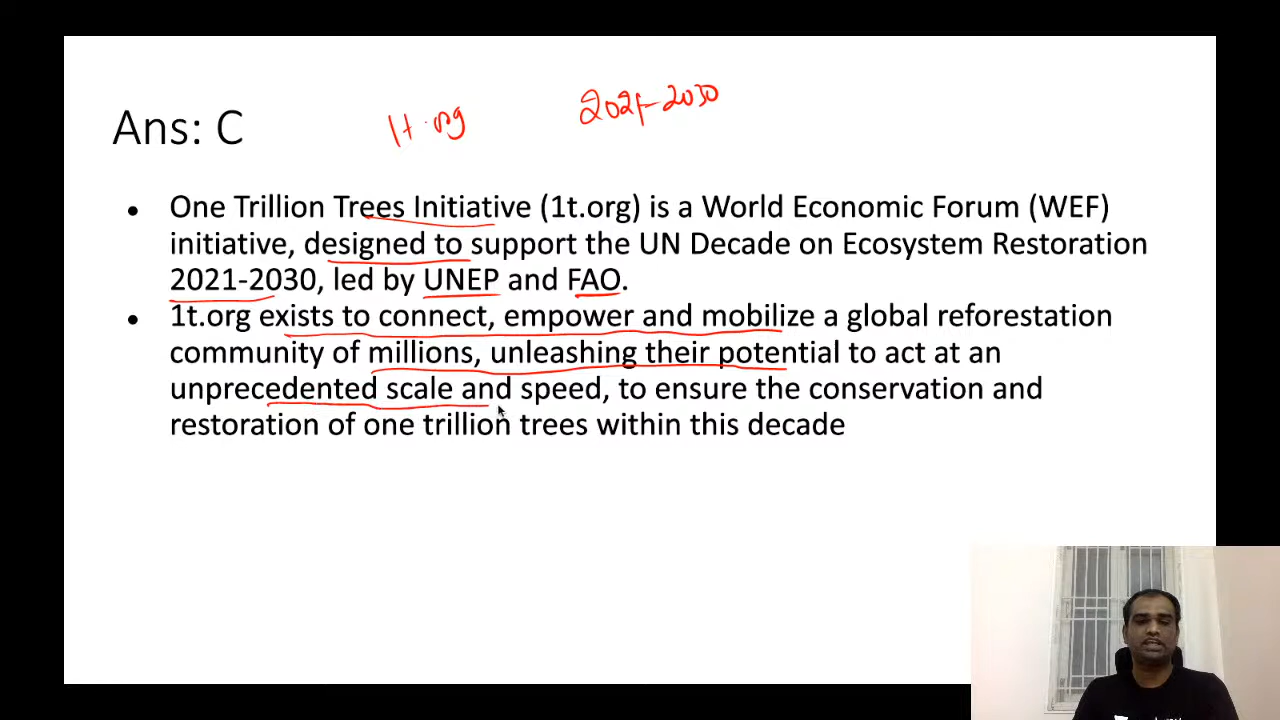 1t.org
2021-2030
Ans: C
• One Trillion Trees Initiative (1t.org) is a World Economic Forum (WEF)
initiative, designed to support the UN Decade on Ecosystem Restoration
2021-2030, led by UNEP and FAO.
• 1t.org exists to connect, empower and mobilize a global reforestation
community of millions, unleashing their potential to act at an
unprecedented scale and speed, to ensure the conservation and
restoration of one trillion trees within this decade